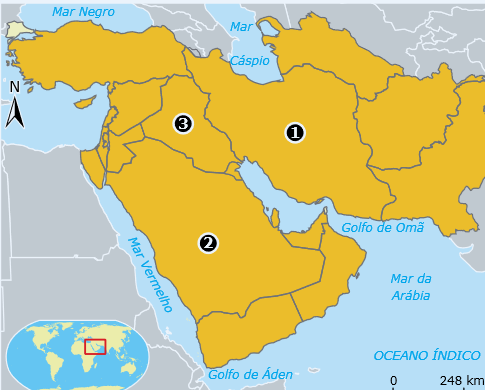 Mar Negro
Mar
Cáspio
N
3
1
2
Golfo de Omã
Mar Vermelho
Mar da
Arábia
OCEANO ÍNDICO
Golfo de Áden
0 248 km